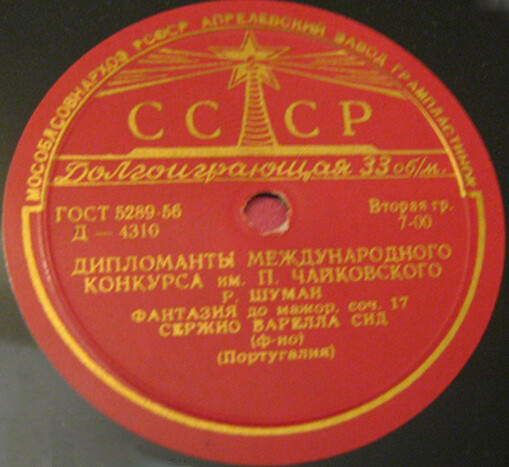 МОСОБЛСОВНАРХОЗ РСФСР АПРЕЛЕВСКИЙ ЗАВОД ГРАМПЛАСТИНОК
СССР
Долгоиграющая 33 об/м.
ГОСТ 5289-56 Вторая гр.
Д — 4310 7-00
ДИПЛОМАНТЫ МЕЖДУНАРОДНОГО
КОНКУРСА им. П. ЧАЙКОВСКОГО
Р. ШУМАН
ФАНТАЗИЯ до мажор, соч. 17
СЕРЖИО ВАРЕЛЛА СИД
(ф-но)
(Португалия)